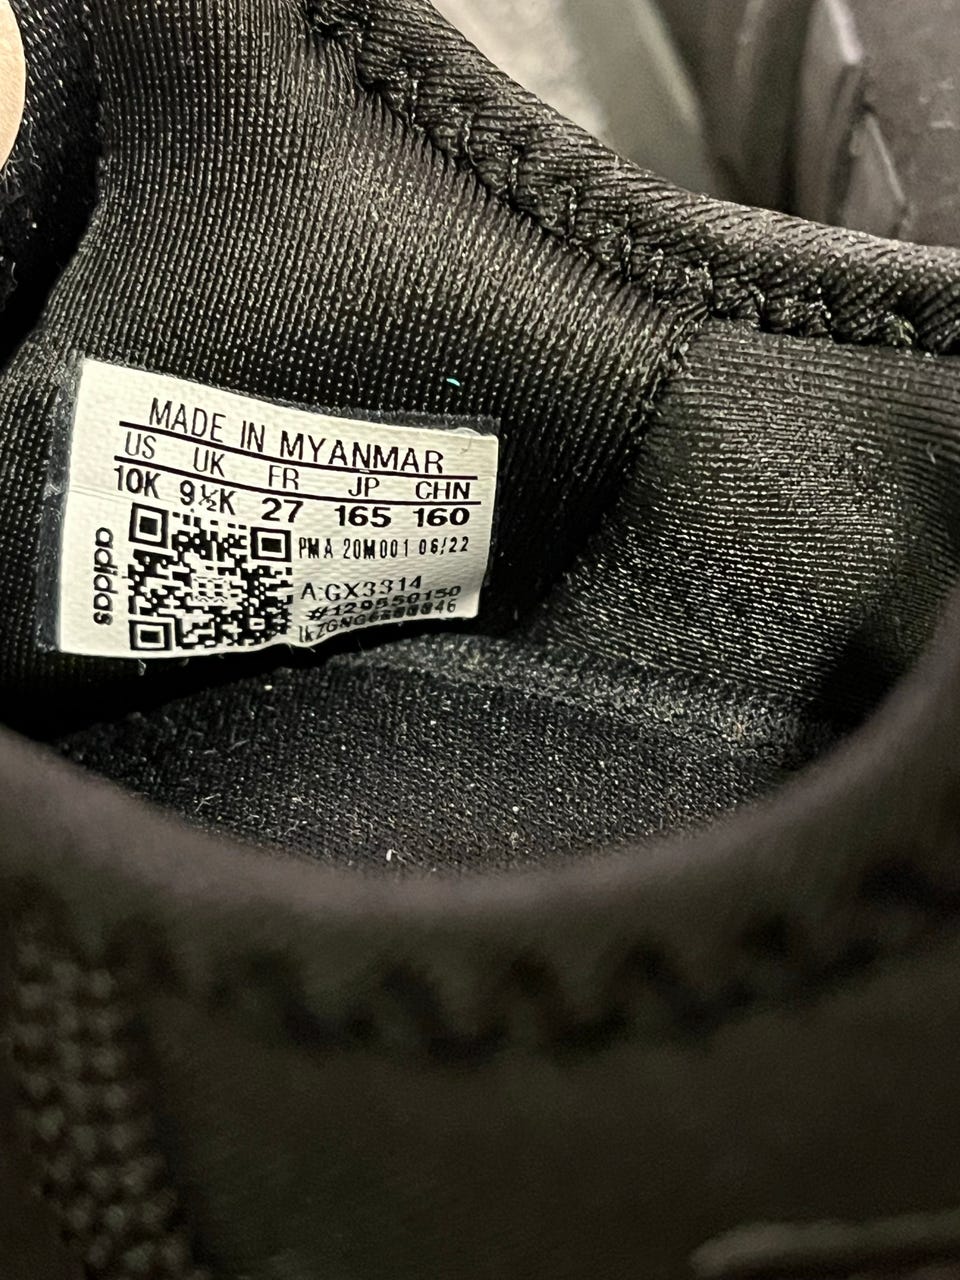 MADE IN MYANMAR
US UK FR JP CHN
10K 9½K 27 165 160
PMA 20M001 06/22
A:GX3314
adidas